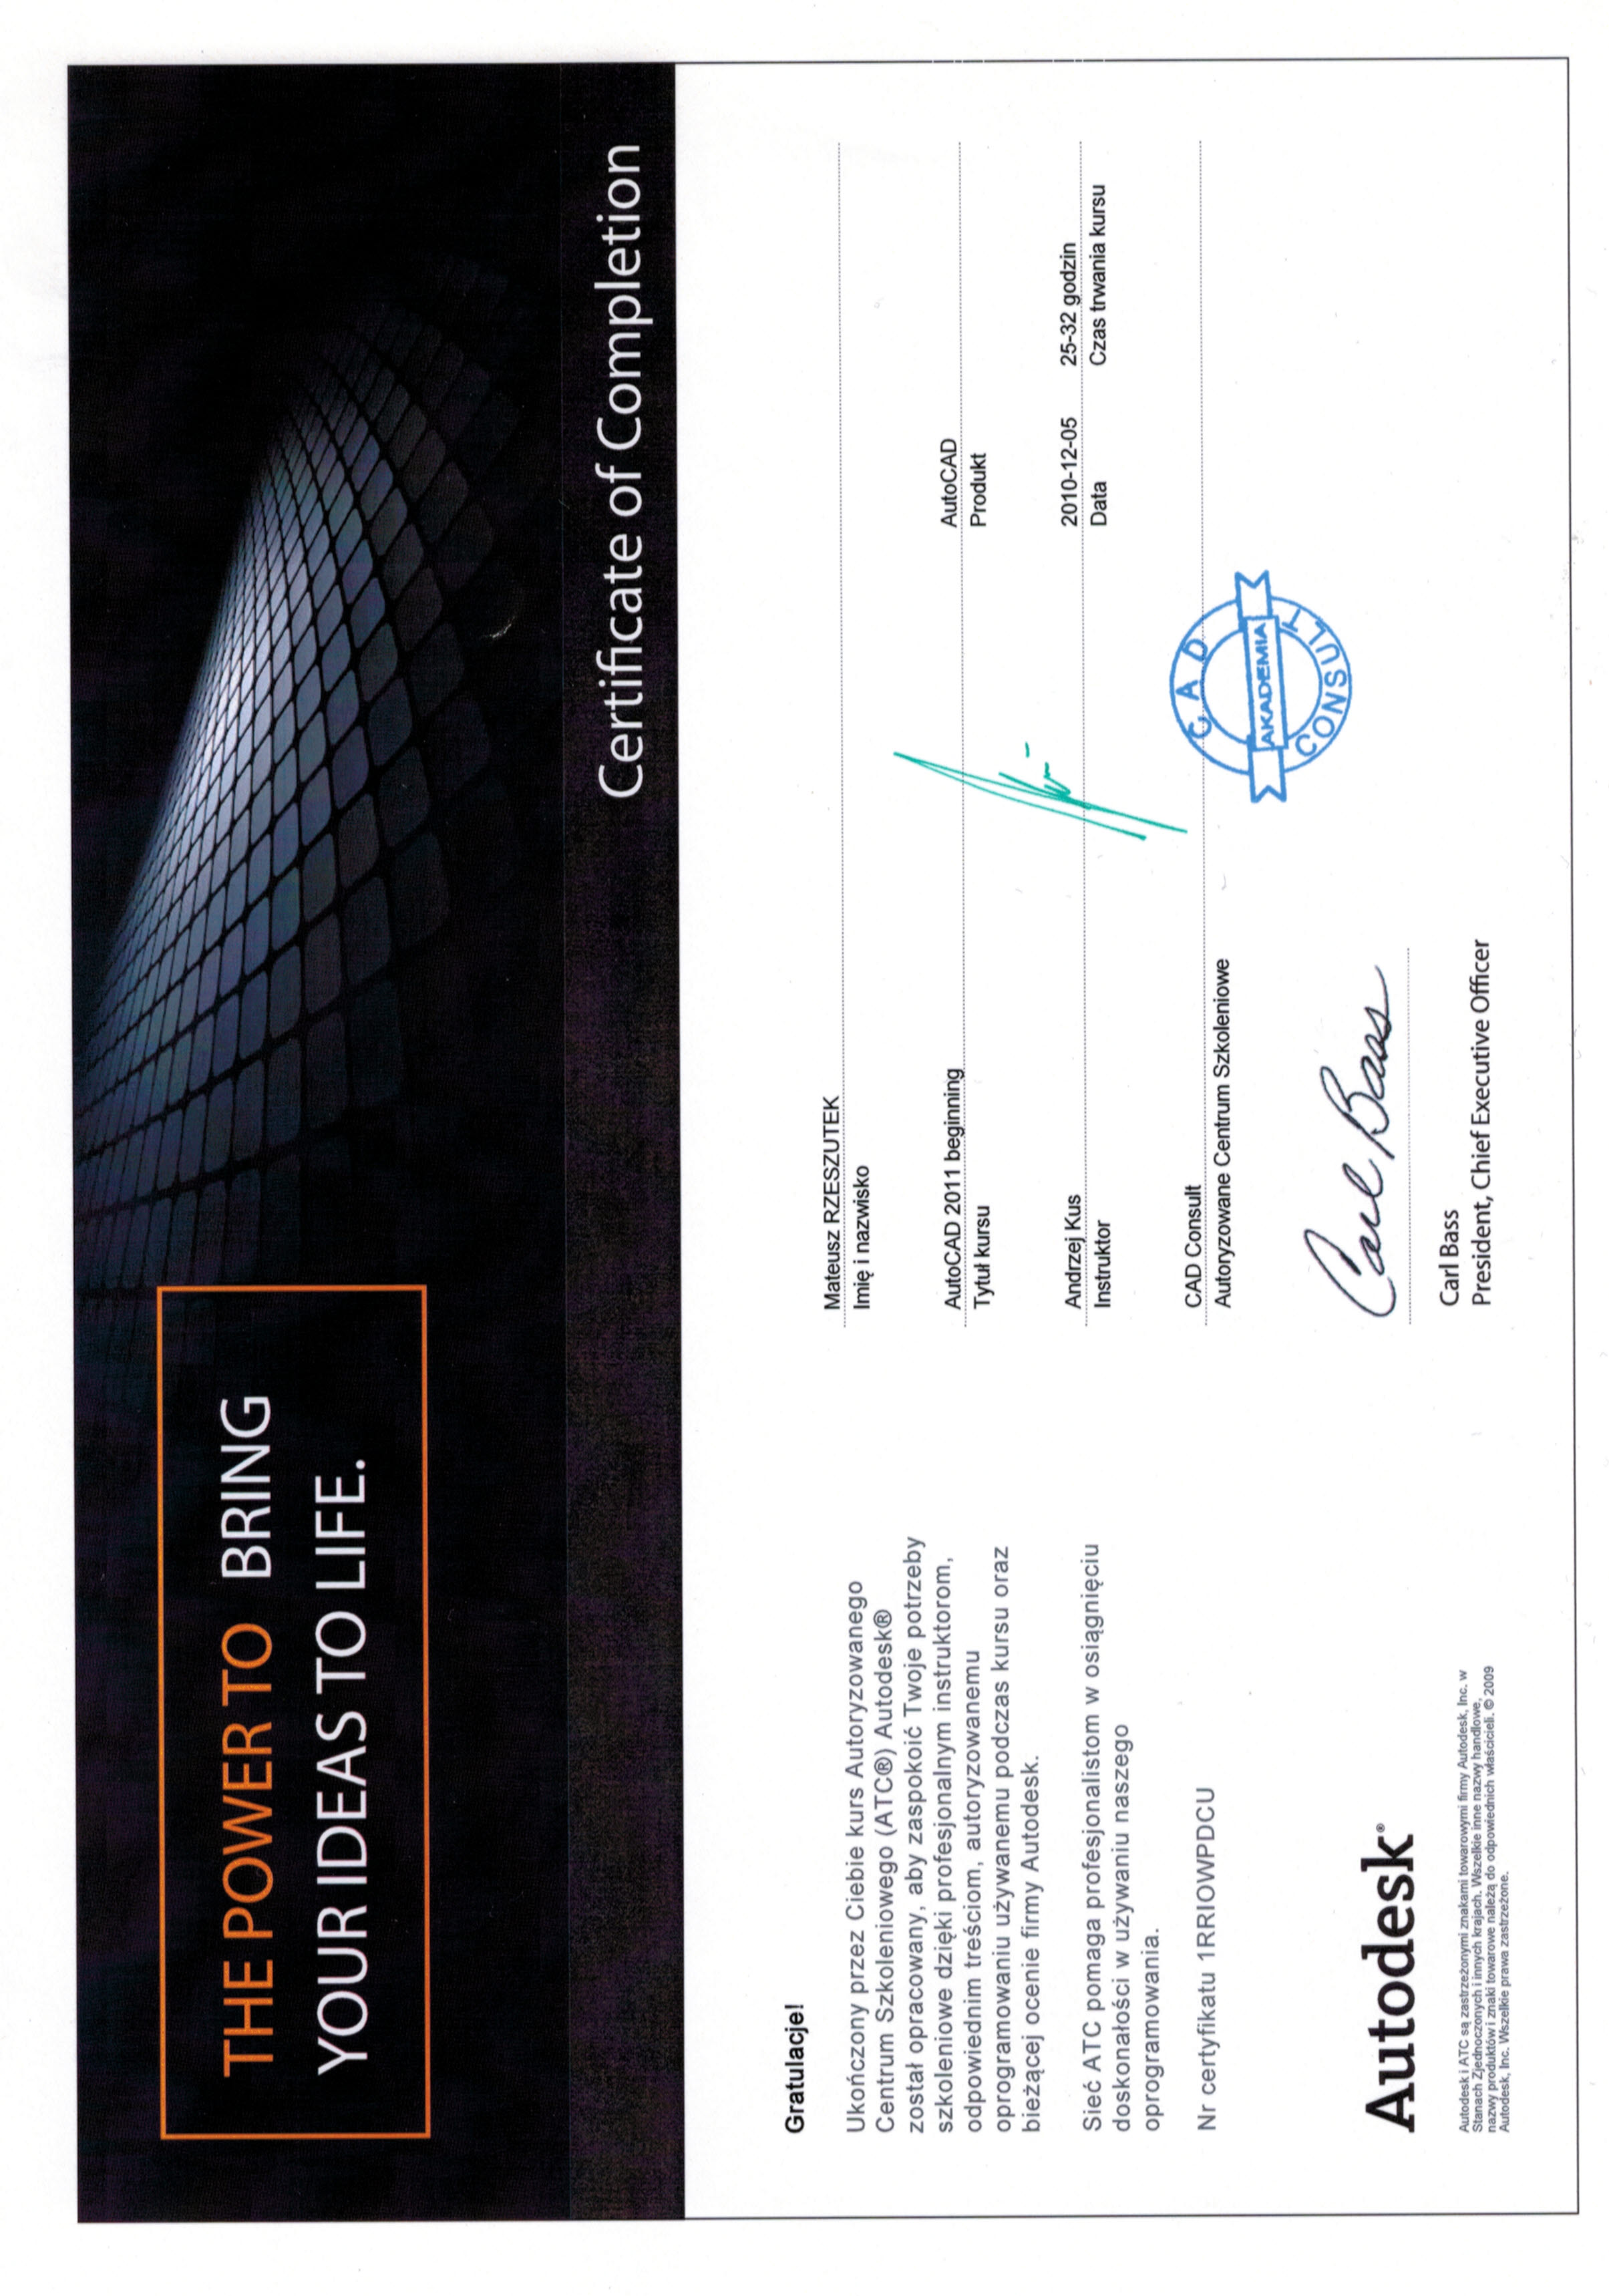 THE POWER TO BRING
YOUR IDEAS TO LIFE.
Certificate of Completion
Gratulacje!
Ukończony przez Ciebie kurs Autoryzowanego
Centrum Szkoleniowego (ATC®) Autodesk®
został opracowany, aby zaspokoić Twoje potrzeby
szkoleniowe dzięki profesjonalnym instruktorom,
odpowiednim treściom, autoryzowanemu
oprogramowaniu używanemu podczas kursu oraz
bieżącej ocenie firmy Autodesk.
Sieć ATC pomaga profesjonalistom w osiągnięciu
doskonałości w używaniu naszego
oprogramowania.
Nr certyfikatu 1RRIOWPDCU
Autodesk®
Autodesk i ATC są zastrzeżonymi znakami towarowymi firmy Autodesk, Inc. w
Stanach Zjednoczonych i innych krajach. Wszelkie inne nazwy handlowe,
nazwy produktów i znaki towarowe należą do odpowiednich właścicieli. © 2009
Autodesk, Inc. Wszelkie prawa zastrzeżone.
Mateusz RZESZUTEK
Imię i nazwisko
AutoCAD 2011 beginning AutoCAD
Tytuł kursu Produkt
Andrzej Kus 2010-12-05 25-32 godzin
Instruktor Data Czas trwania kursu
CAD Consult
Autoryzowane Centrum Szkoleniowe
CAD
AKADEMIA
CONSULT
Carl Bass
Carl Bass
President, Chief Executive Officer